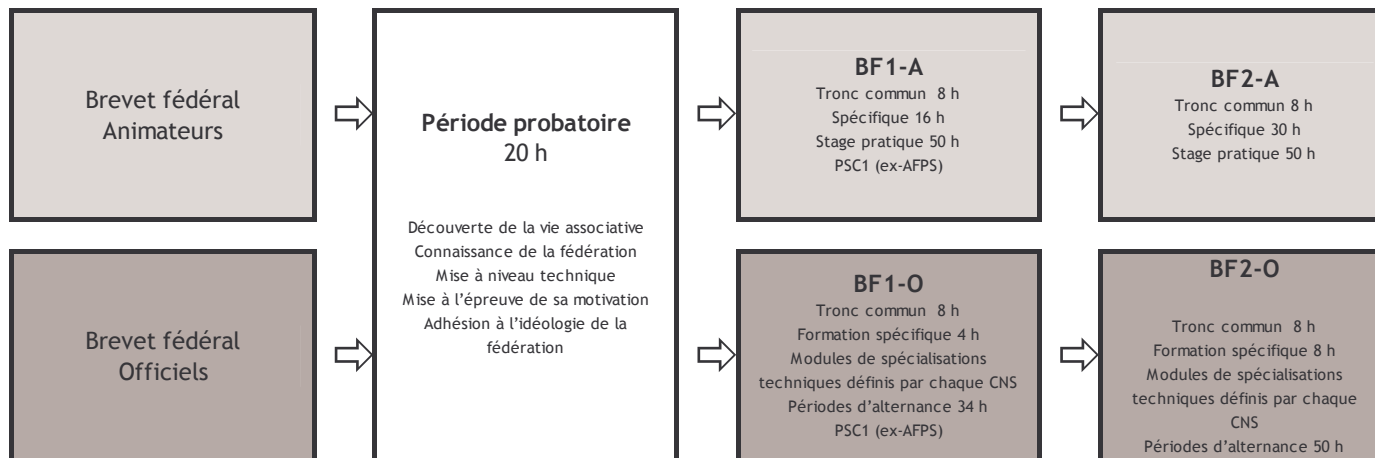 Brevet fédéral
Animateurs
Période probatoire
20 h
Découverte de la vie associative
Connaissance de la fédération
Mise à niveau technique
Mise à l'épreuve de sa motivation
Adhésion à l'idéologie de la
fédération
BF1-A
Tronc commun 8 h
Spécifique 16 h
Stage pratique 50 h
PSC1 (ex-AFPS)
BF2-A
Tronc commun 8 h
Spécifique 30 h
Stage pratique 50 h
Brevet fédéral
Officiels
BF1-O
Tronc commun 8 h
Formation spécifique 4 h
Modules de spécialisations
techniques définis par chaque CNS
Périodes d'alternance 34 h
PSC1 (ex-AFPS)
BF2-O
Tronc commun 8 h
Formation spécifique 8 h
Modules de spécialisations
techniques définis par chaque
CNS
Périodes d'alternance 50 h